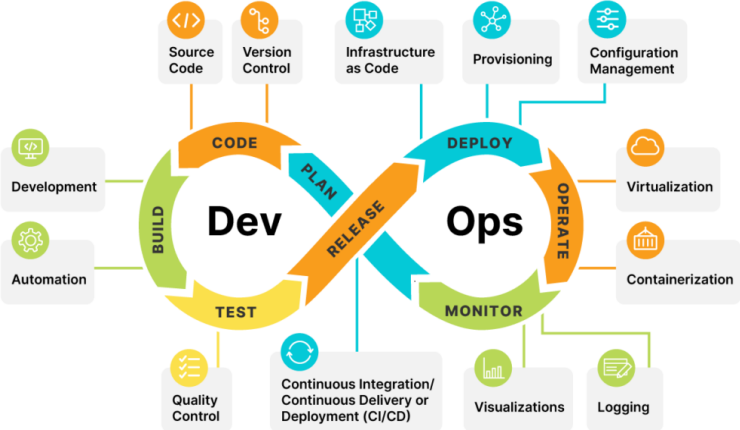 Source
Code
Version
Control
Infrastructure
as Code
Provisioning
Configuration
Management
CODE
PLAN
DEPLOY
Development
BUILD
Dev
RELEASE
Ops
OPERATE
Virtualization
Automation
Containerization
TEST
MONITOR
Quality
Control
Continuous Integration/
Continuous Delivery or
Deployment (CI/CD)
Visualizations
Logging